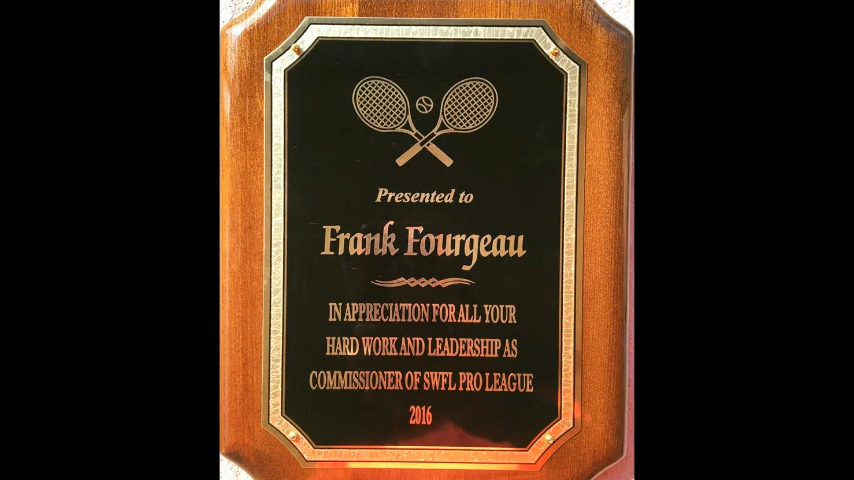 Presented to
Frank Fourgeau
IN APPRECIATION FOR ALL YOUR
HARD WORK AND LEADERSHIP AS
COMMISSIONER OF SWFL PRO LEAGUE
2016